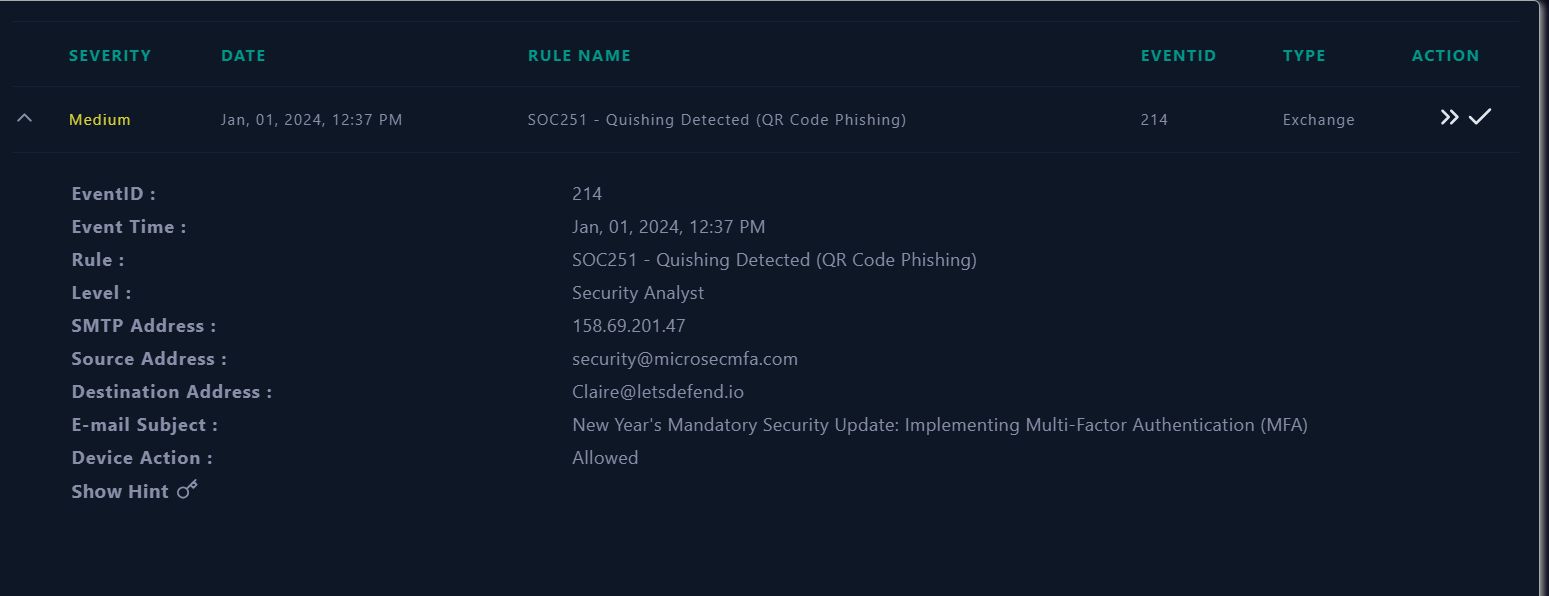 SEVERITY DATE RULE NAME EVENTID TYPE ACTION
Medium Jan, 01, 2024, 12:37 PM SOC251 - Quishing Detected (QR Code Phishing) 214 Exchange
EventID : 214
Event Time : Jan, 01, 2024, 12:37 PM
Rule : SOC251 - Quishing Detected (QR Code Phishing)
Level : Security Analyst
SMTP Address : 158.69.201.47
Source Address : security@microsecmfa.com
Destination Address : Claire@letsdefend.io
E-mail Subject : New Year's Mandatory Security Update: Implementing Multi-Factor Authentication (MFA)
Device Action : Allowed
Show Hint